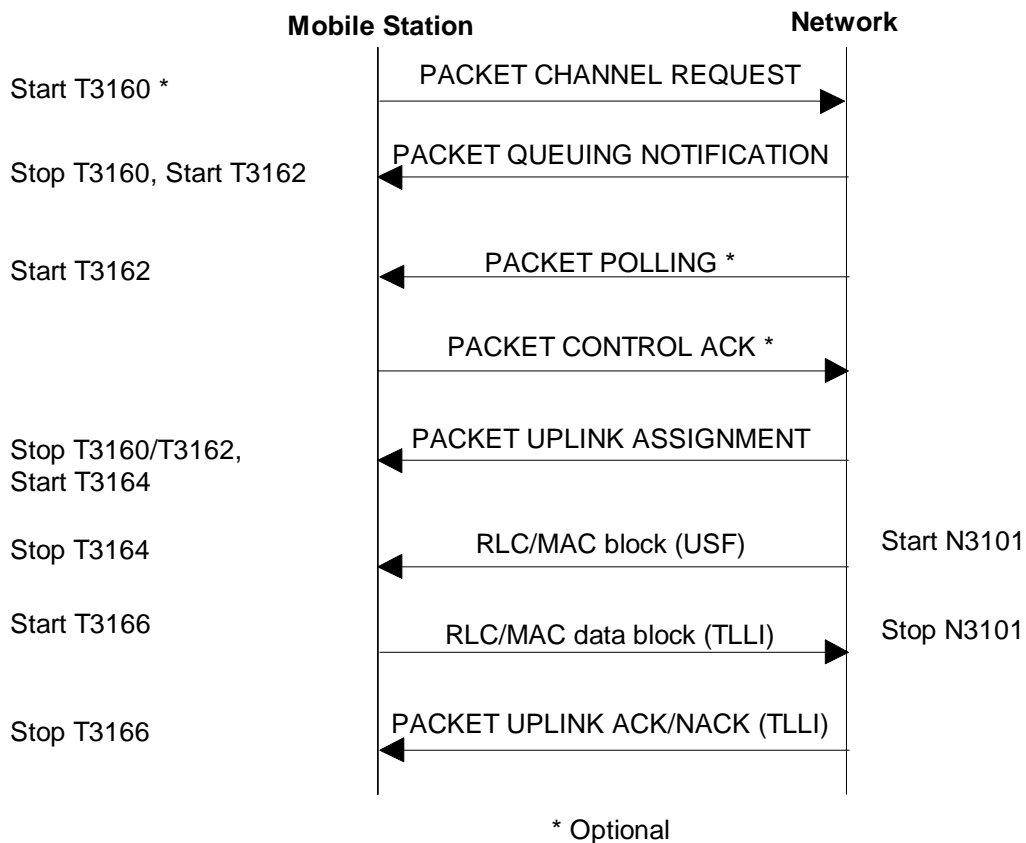 Mobile Station
Network
PACKET CHANNEL REQUEST
Start T3160 *
PACKET QUEUING NOTIFICATION
Stop T3160, Start T3162
PACKET POLLING *
Start T3162
PACKET CONTROL ACK *
PACKET UPLINK ASSIGNMENT
Stop T3160/T3162,
Start T3164
RLC/MAC block (USF)
Start N3101
Stop T3164
Start T3166
RLC/MAC data block (TLLI)
Stop N3101
PACKET UPLINK ACK/NACK (TLLI)
Stop T3166
* Optional